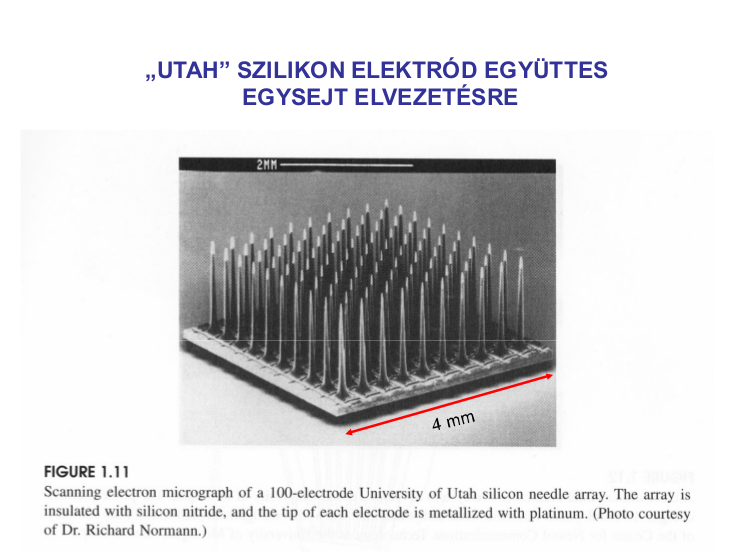 „UTAH” SZILIKON ELEKTRÓD EGYÜTTES
EGYSEJT ELVEZETÉSRE
2MM
4 mm
FIGURE 1.11
Scanning electron micrograph of a 100-electrode University of Utah silicon needle array. The array is
insulated with silicon nitride, and the tip of each electrode is metallized with platinum. (Photo courtesy
of Dr. Richard Normann.)